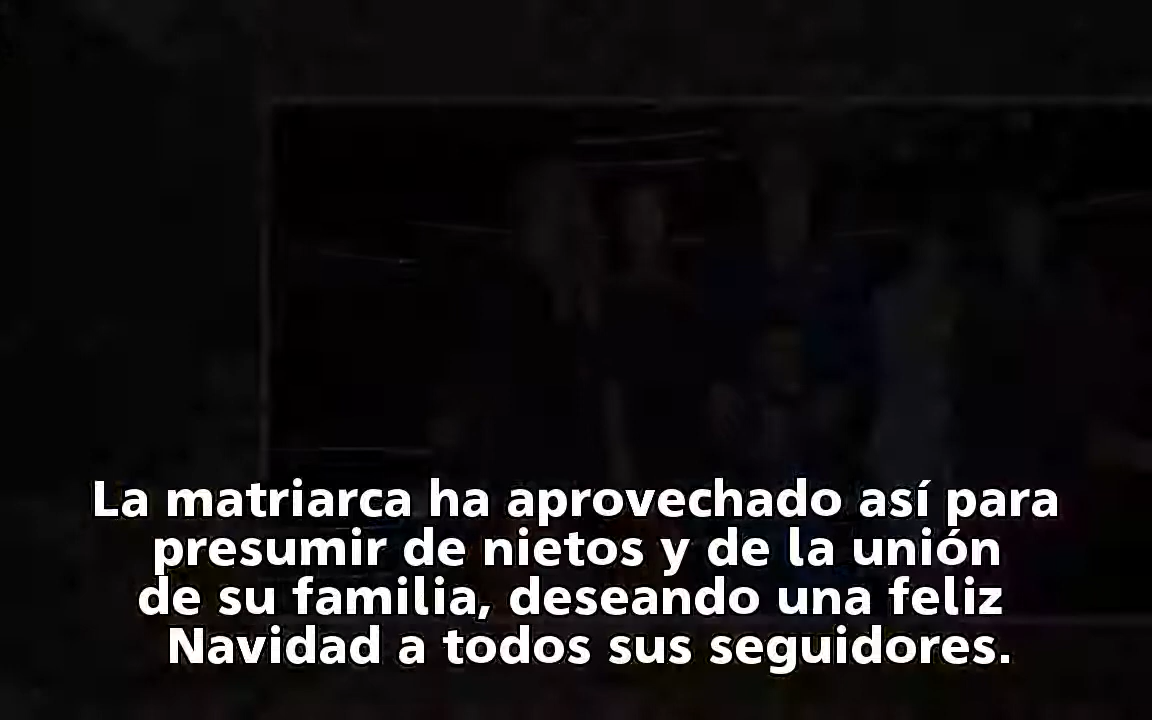 La matriarca ha aprovechado así para
presumir de nietos y de la unión
de su familia, deseando una feliz
Navidad a todos sus seguidores.